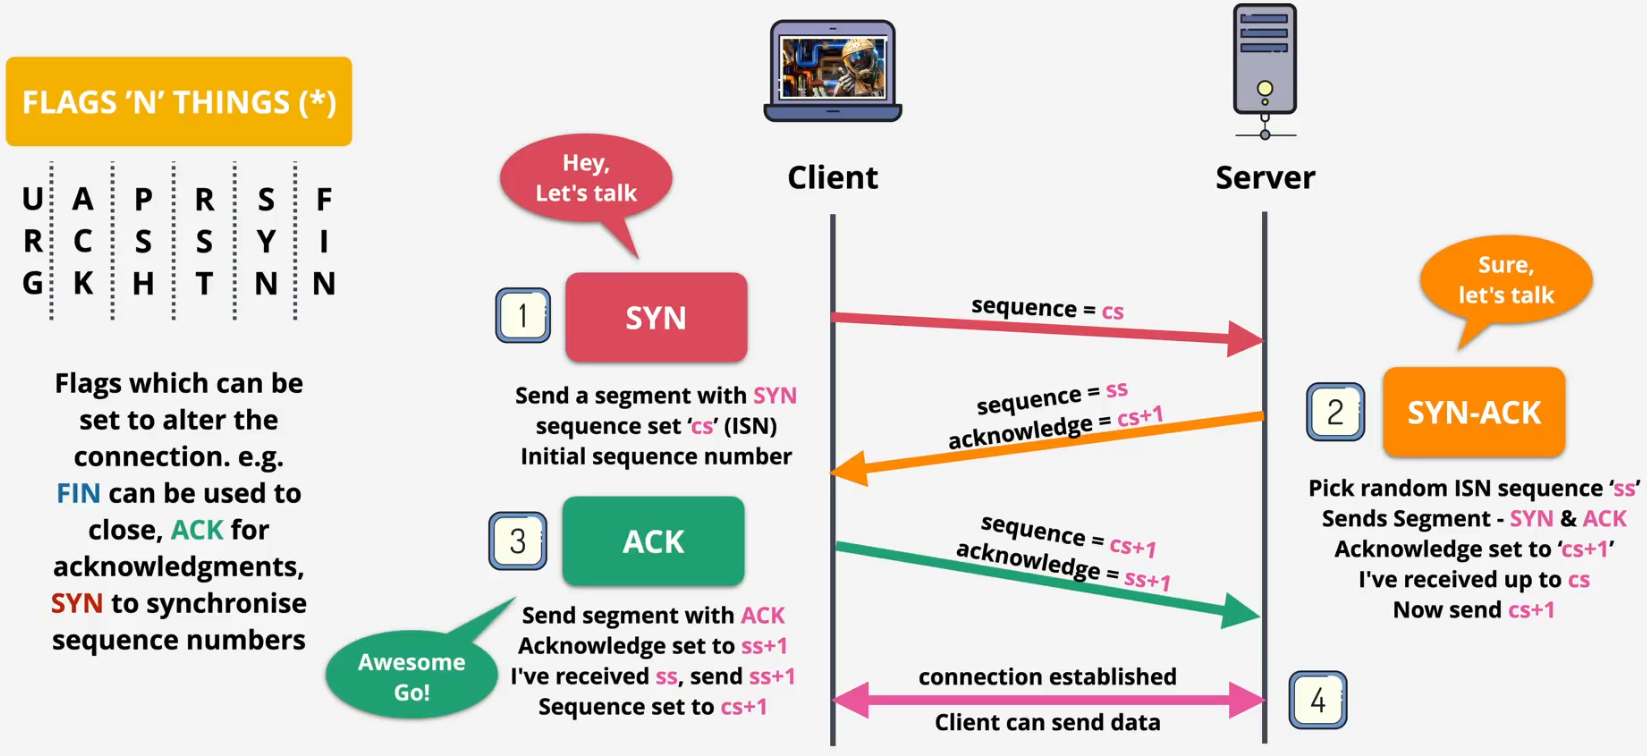 FLAGS ’N’ THINGS (*)
URG ACK PSH RST SYN FIN
Flags which can be
set to alter the
connection. e.g.
FIN can be used to
close, ACK for
acknowledgments,
SYN to synchronise
sequence numbers
Client
Server
Hey,
Let's talk
1
SYN
Send a segment with SYN
sequence set ‘cs’ (ISN)
Initial sequence number
sequence = cs
Sure,
let's talk
2
SYN-ACK
Pick random ISN sequence ‘ss’
Sends Segment - SYN & ACK
Acknowledge set to ‘cs+1’
I've received up to cs
Now send cs+1
sequence = ss
acknowledge = cs+1
3
ACK
Send segment with ACK
Acknowledge set to ss+1
I've received ss, send ss+1
Sequence set to cs+1
Awesome
Go!
sequence = cs+1
acknowledge = ss+1
connection established
Client can send data
4